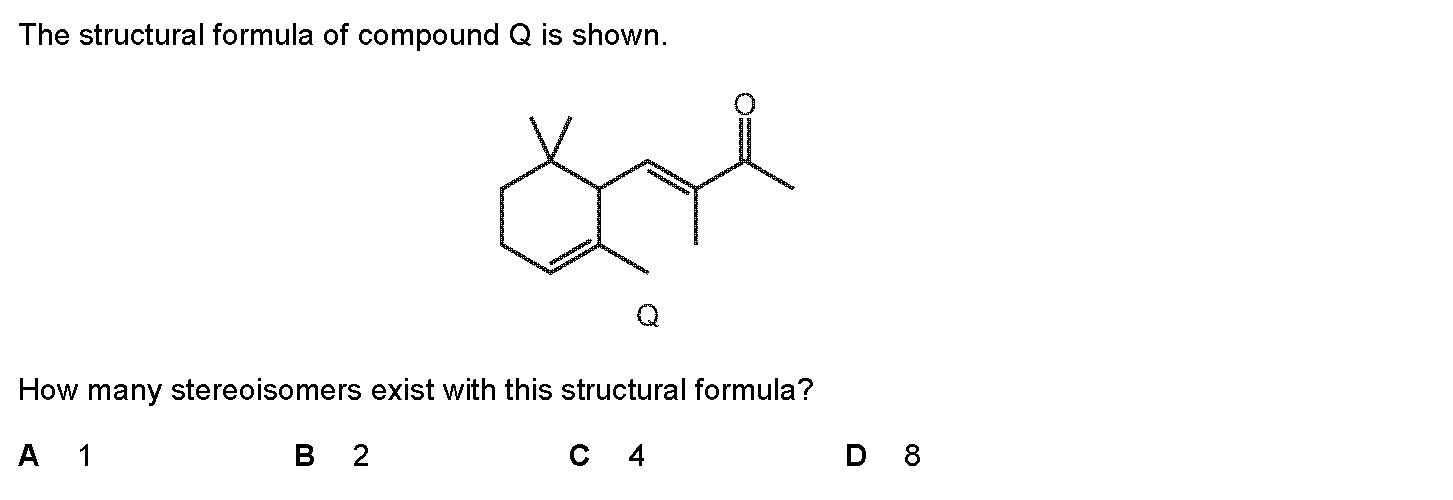 The structural formula of compound Q is shown.
O
Q
How many stereoisomers exist with this structural formula?
A 1 B 2 C 4 D 8